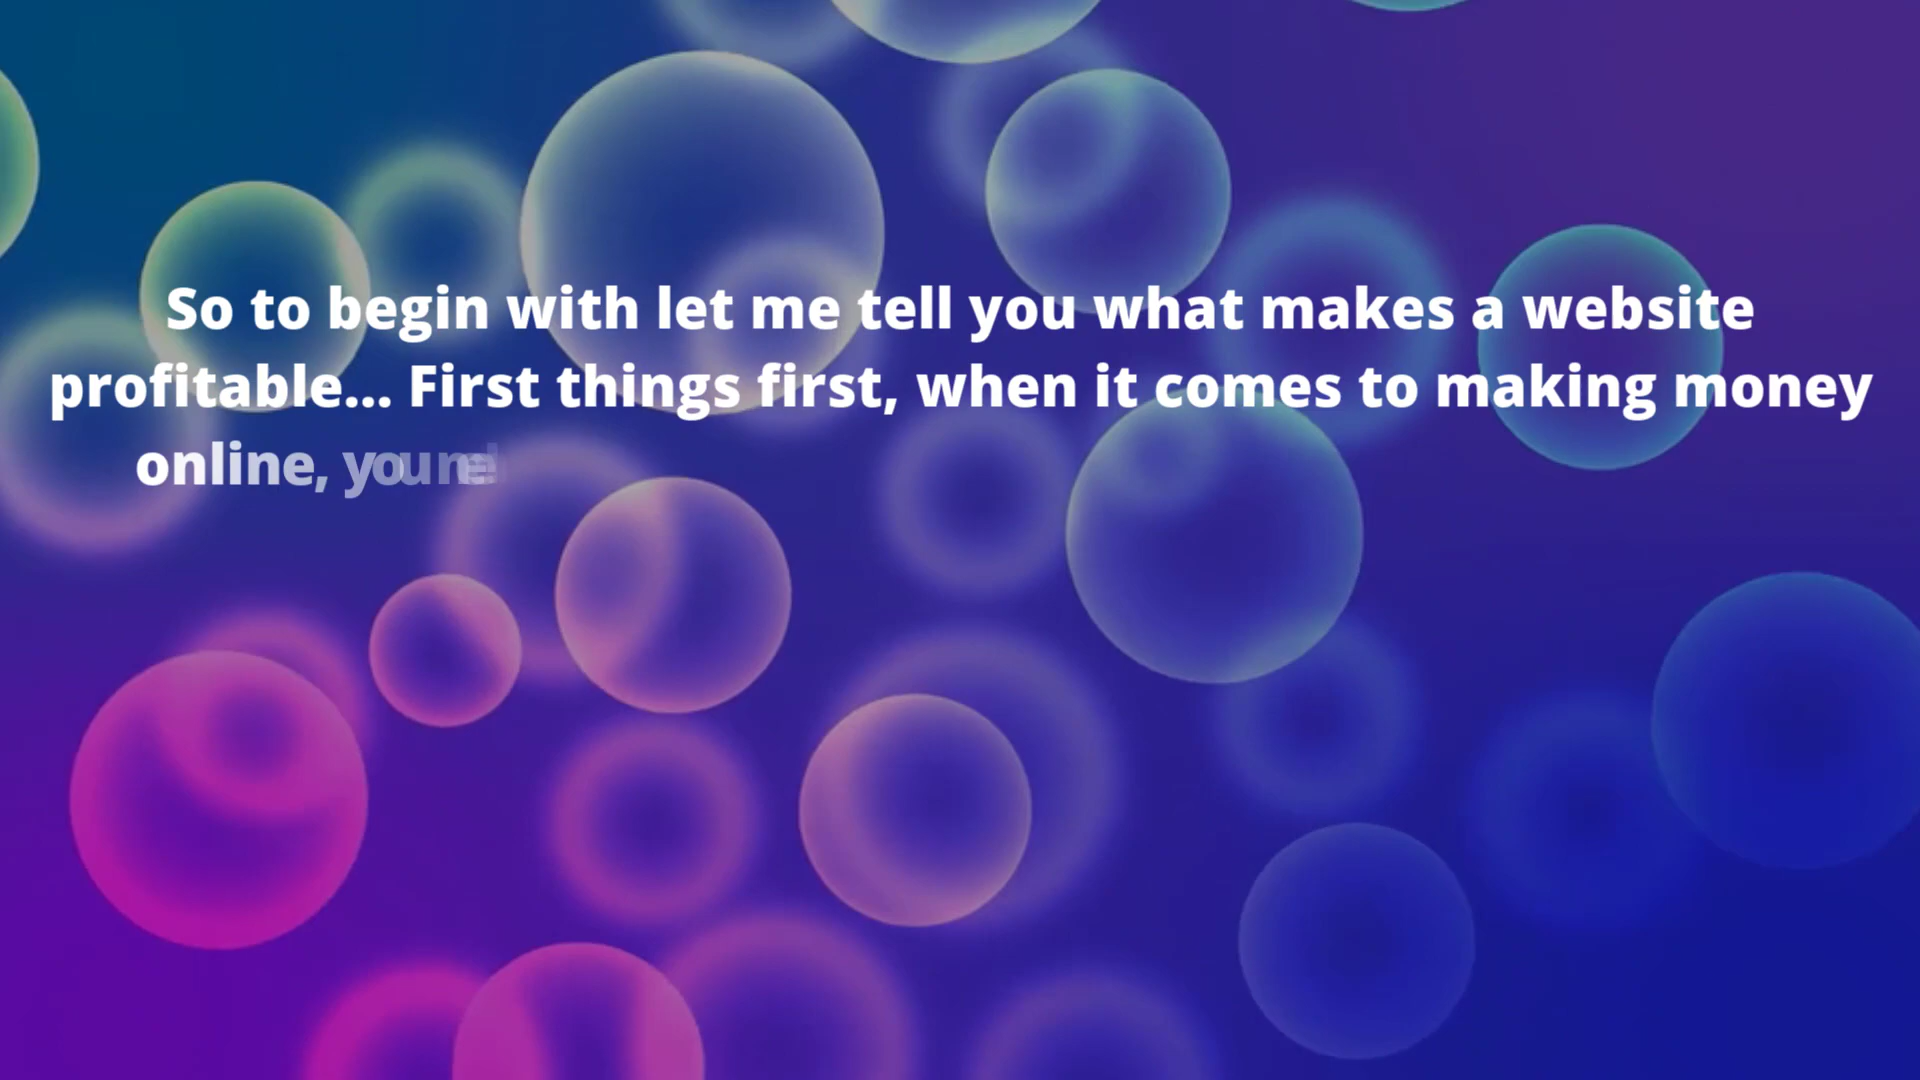 So to begin with let me tell you what makes a website
profitable... First things first, when it comes to making money
online, you